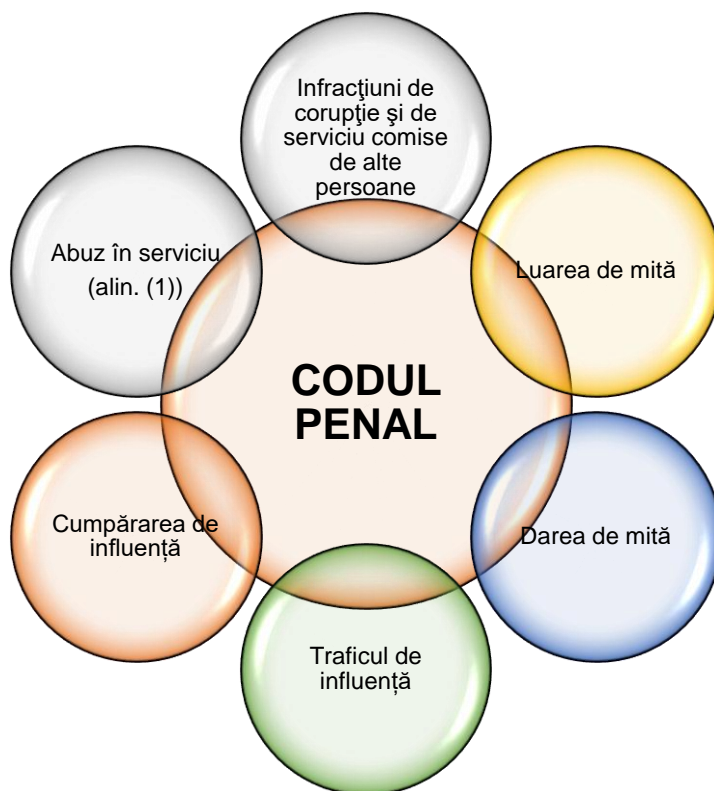 Infracţiuni de
corupţie şi de
serviciu comise
de alte
persoane
Luarea de mită
Darea de mită
Traficul de
influență
Cumpărarea de
influență
Abuz în serviciu
(alin. (1))
CODUL
PENAL